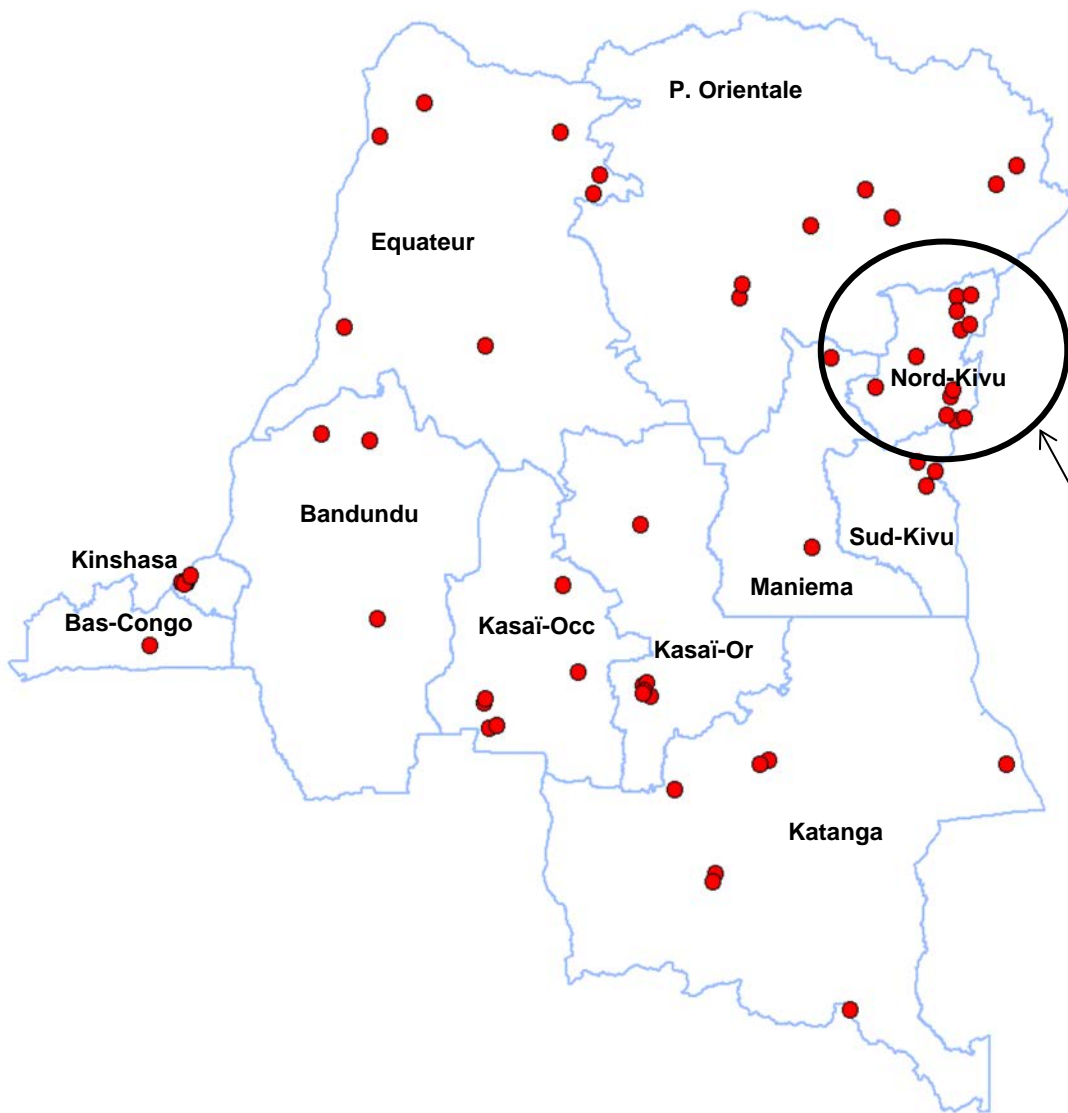 P. Orientale
Equateur
Nord-Kivu
Bandundu
Sud-Kivu
Kinshasa
Maniema
Bas-Congo
Kasaï-Occ
Kasaï-Or
Katanga